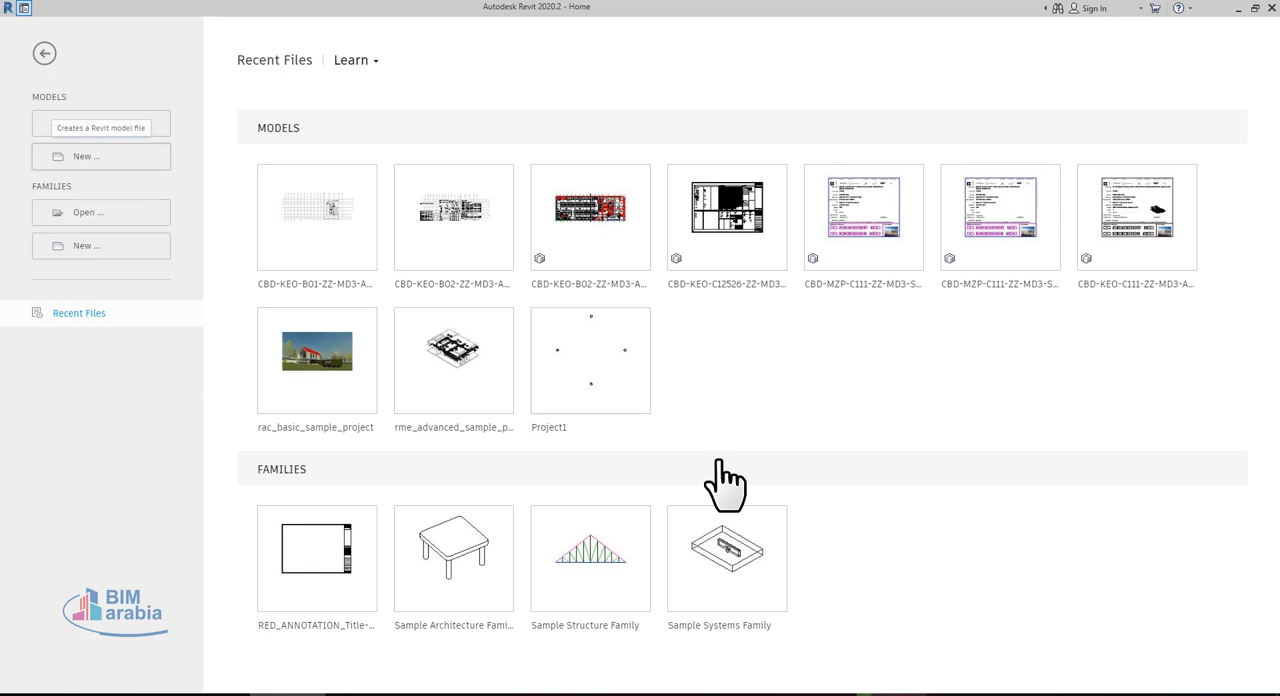 Autodesk Revit 2020.2 - Home
Sign In
Recent Files
Learn
MODELS
Creates a Revit model file
New ...
FAMILIES
Open ...
New ...
Recent Files
MODELS
CBD-KEO-B01-ZZ-MD3-A...
CBD-KEO-B02-ZZ-MD3-A...
CBD-KEO-B02-ZZ-MD3-A...
CBD-KEO-C12526-ZZ-MD3...
CBD-MZP-C111-ZZ-MD3-S...
CBD-MZP-C111-ZZ-MD3-S...
CBD-KEO-C111-ZZ-MD3-A...
rac_basic_sample_project
rme_advanced_sample_p...
Project1
FAMILIES
RED_ANNOTATION_Title-...
Sample Architecture Fami...
Sample Structure Family
Sample Systems Family
BIM
arabia